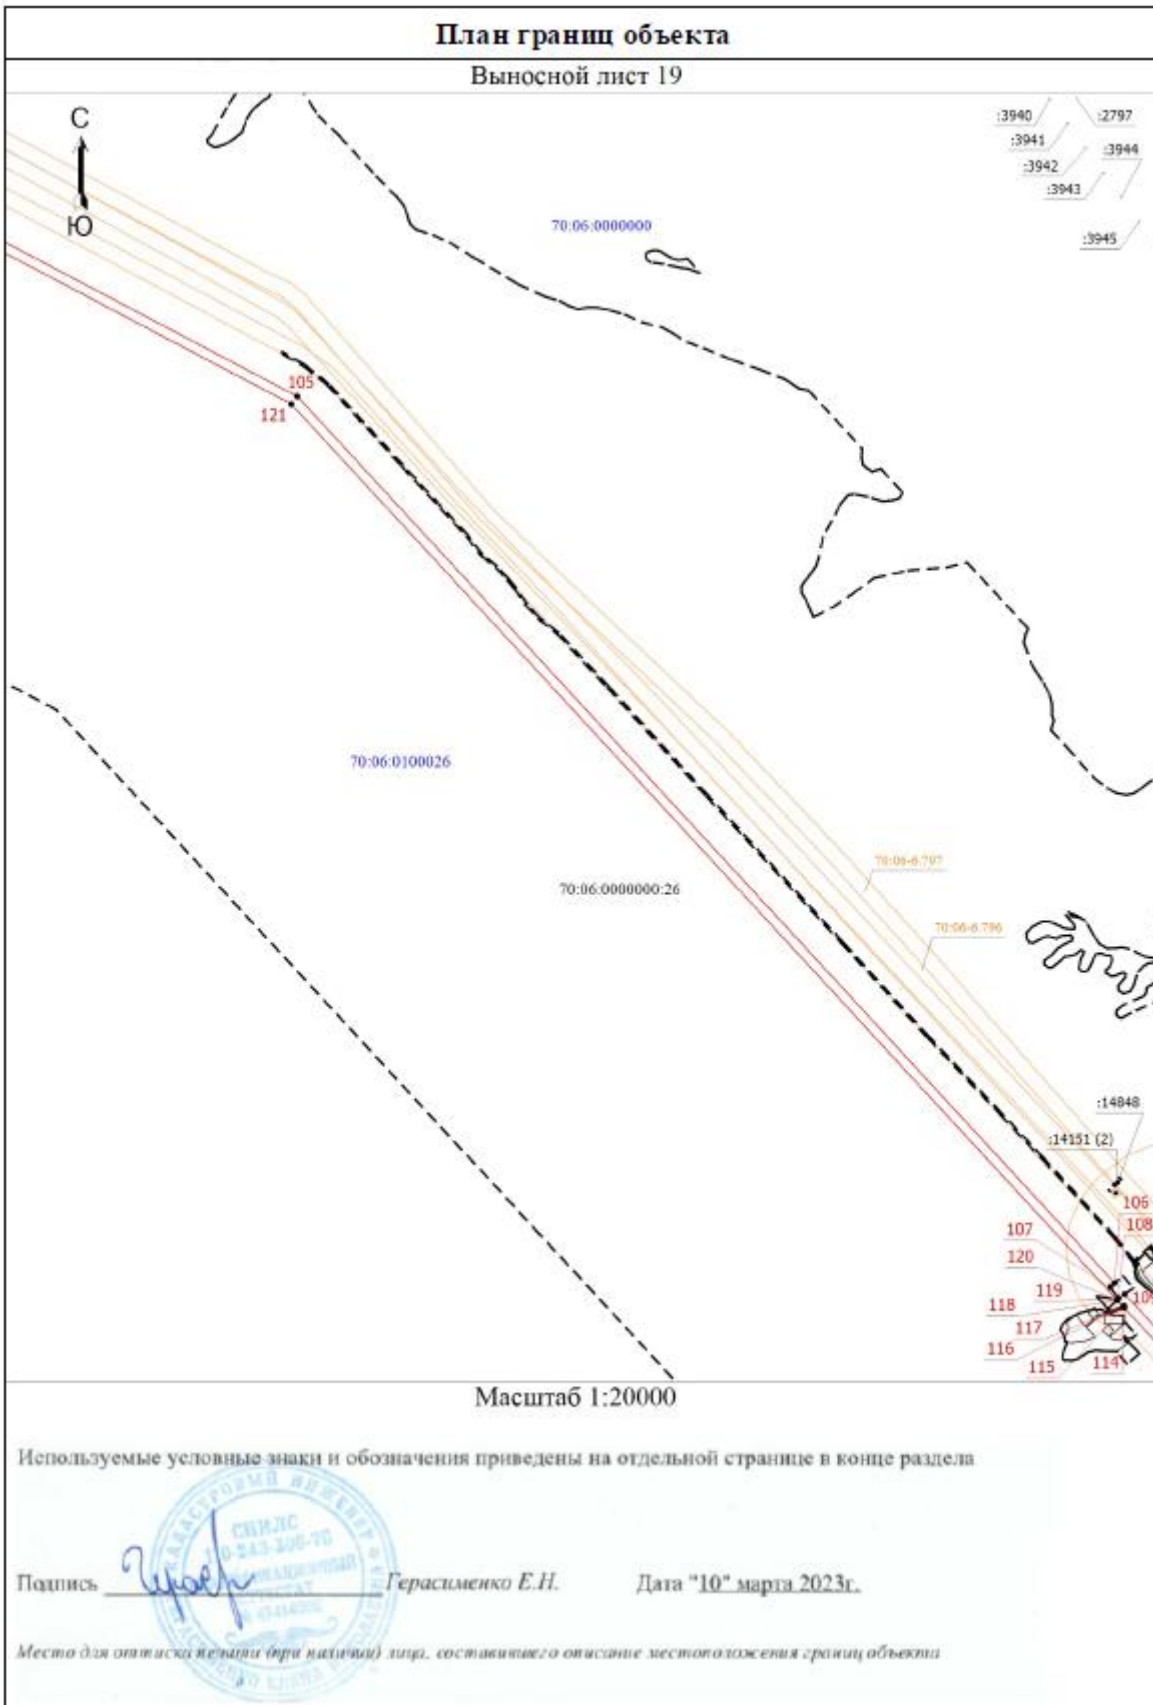 План границ объекта
Выносной лист 19
С
Ю
:3940
:2797
:3941
:3944
:3942
:3943
:3945
70:06:0000000
105
121
70:06:0100026
70:06-6.797
70:06:0000000:26
70:06-6.796
:14848
:14151 (2)
106
107
108
120
119
109
118
117
116
115
114
Масштаб 1:20000
Используемые условные знаки и обозначения приведены на отдельной странице в конце раздела
КАДАСТРОВЫЙ ИНЖЕНЕР
СНИЛС
Подпись
Герасименко Е.Н.
Дата "10" марта 2023г.
Место для оттиска печати (при наличии) лица, составившего описание местоположения границ объекта